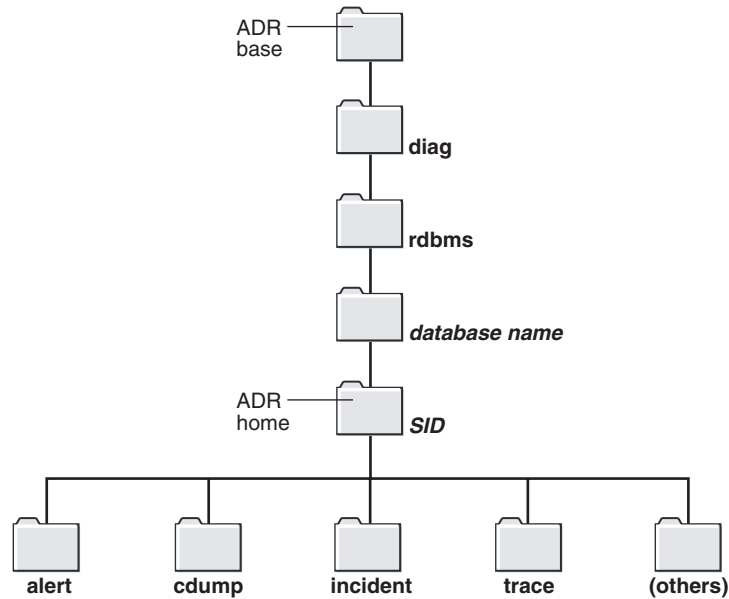 ADR
base
diag
rdbms
database name
ADR
home
SID
alert
cdump
incident
trace
(others)